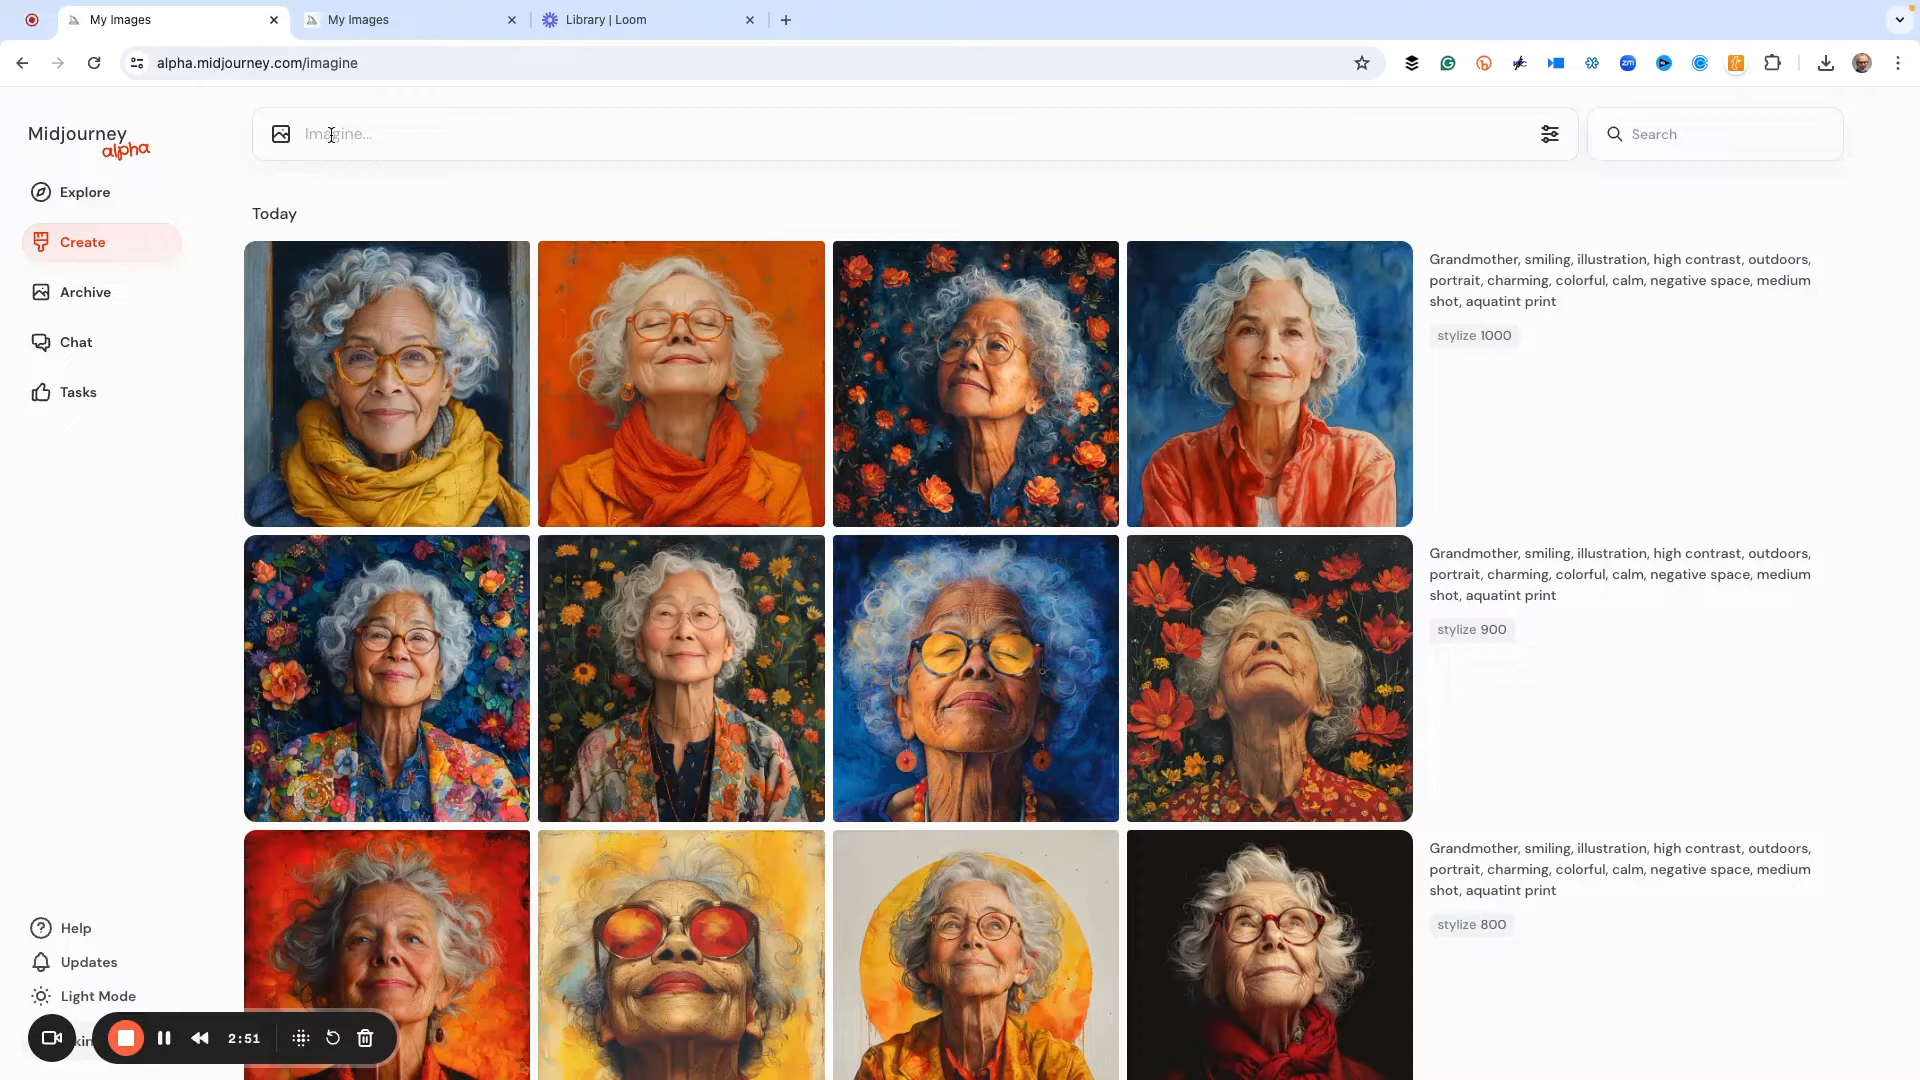 My Images
My Images
Library | Loom
alpha.midjourney.com/imagine
zm
Midjourney
alpha
Imagine...
Search
Explore
Create
Archive
Chat
Tasks
Today
Grandmother, smiling, illustration, high contrast, outdoors,
portrait, charming, colorful, calm, negative space, medium
shot, aquatint print
stylize 1000
Grandmother, smiling, illustration, high contrast, outdoors,
portrait, charming, colorful, calm, negative space, medium
shot, aquatint print
stylize 900
Grandmother, smiling, illustration, high contrast, outdoors,
portrait, charming, colorful, calm, negative space, medium
shot, aquatint print
stylize 800
Help
Updates
Light Mode
2:51